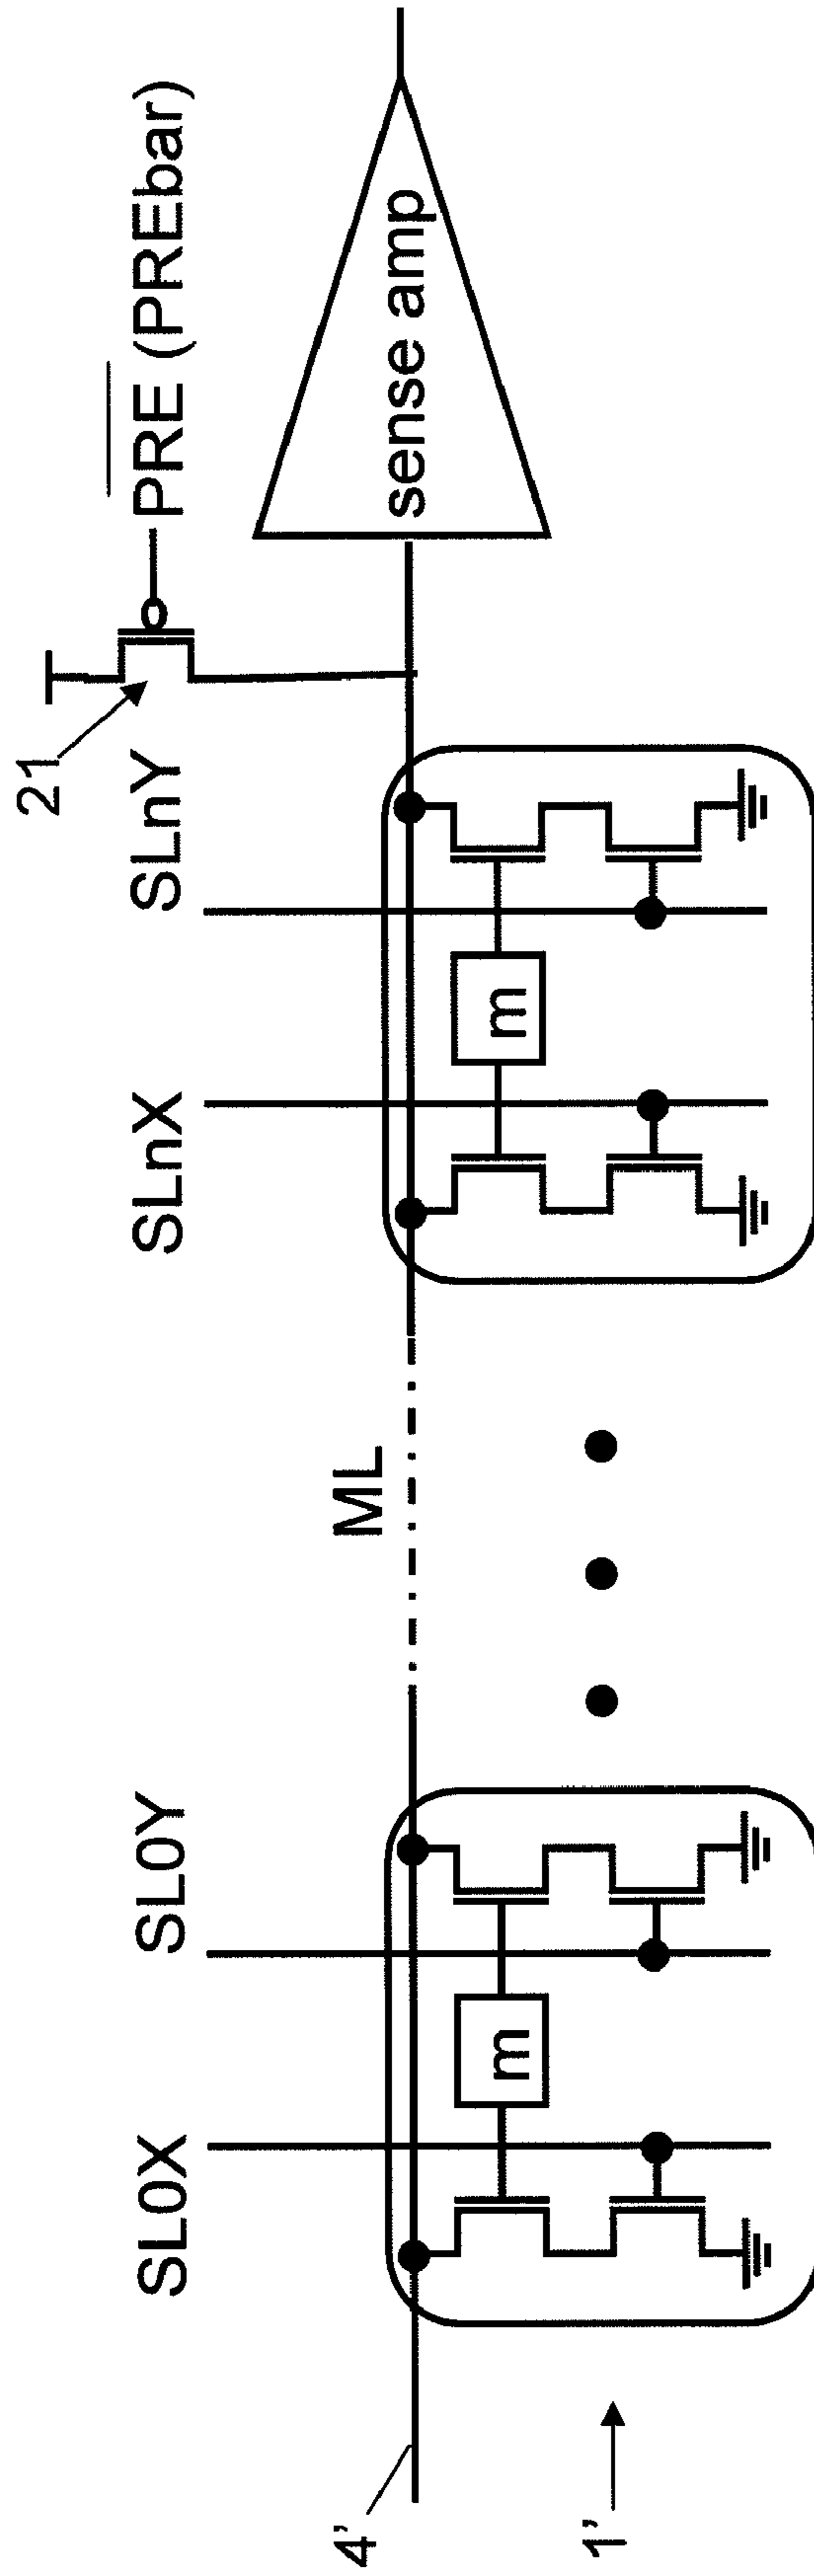 4'
1'
SL0X
SL0Y
m
ML
SLnX
SLnY
m
21
PRE (PREbar)
sense amp